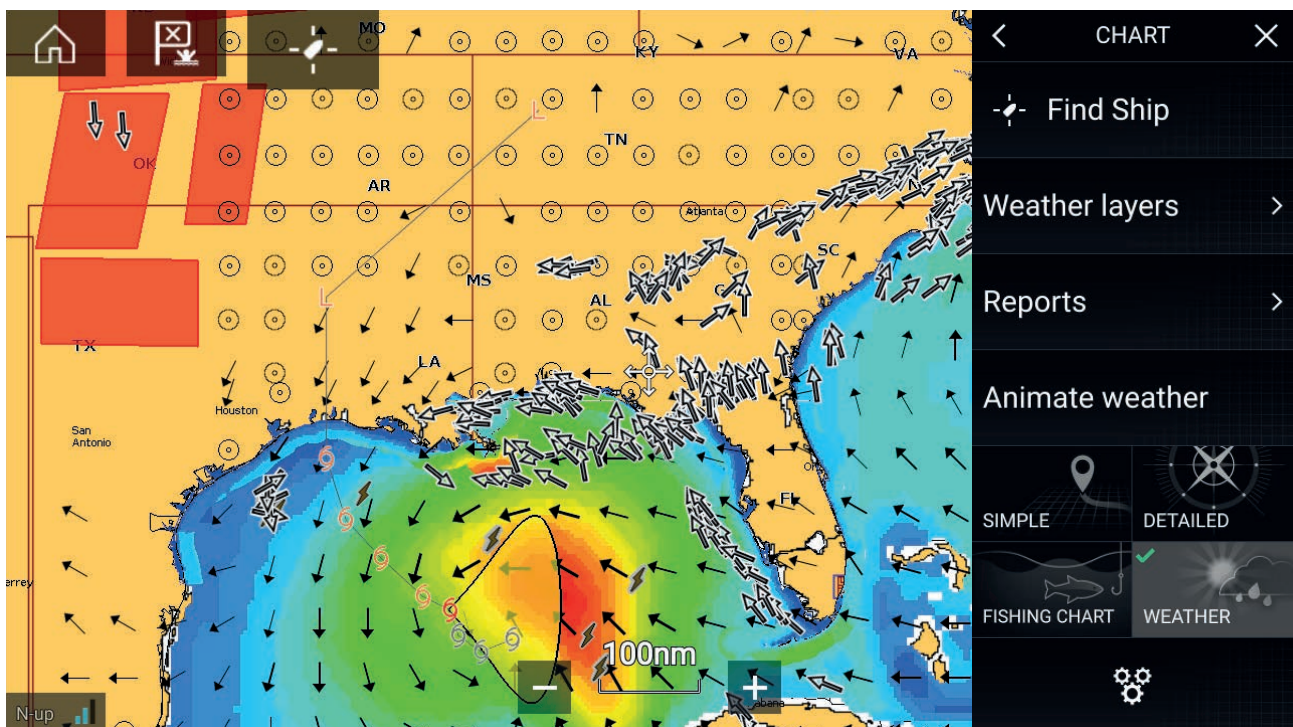 MO
KY
VA
OK
TN
AR
Atlanta
SC
MS
AL
TX
LA
Houston
San
Antonio
FL
100nm
N-up
CHART
Find Ship
Weather layers
Reports
Animate weather
SIMPLE
DETAILED
FISHING CHART
WEATHER